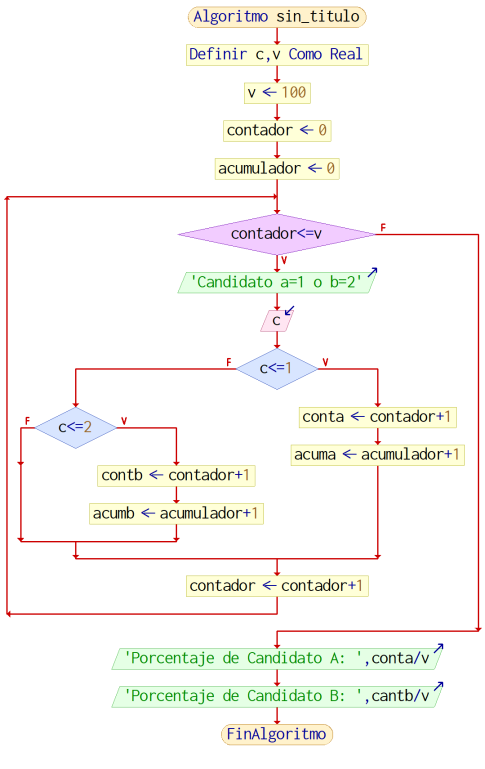 Algoritmo sin_titulo
Definir c,v Como Real
v ← 100
contador ← 0
acumulador ← 0
contador<=v
F
V
'Candidato a=1 o b=2'
c
F
V
c<=1
conta ← contador+1
F
V
c<=2
acuma ← acumulador+1
contb ← contador+1
acumb ← acumulador+1
contador ← contador+1
'Porcentaje de Candidato A: ',conta/v
'Porcentaje de Candidato B: ',cantb/v
FinAlgoritmo